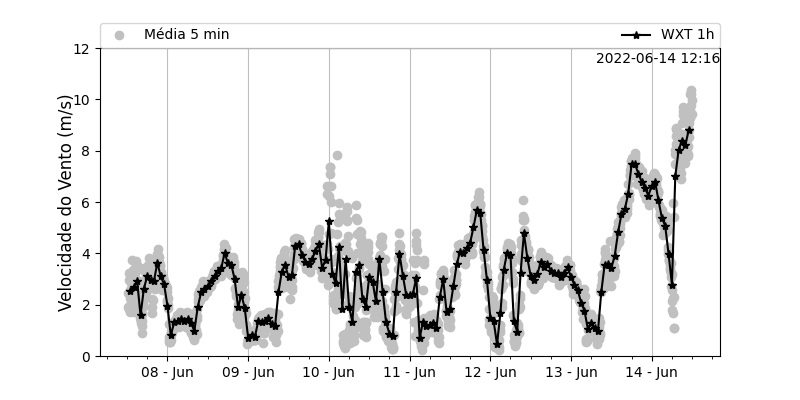 Média 5 min
WXT 1h
2022-06-14 12:16
Velocidade do Vento (m/s)
12
10
8
6
4
2
0
08 - Jun
09 - Jun
10 - Jun
11 - Jun
12 - Jun
13 - Jun
14 - Jun